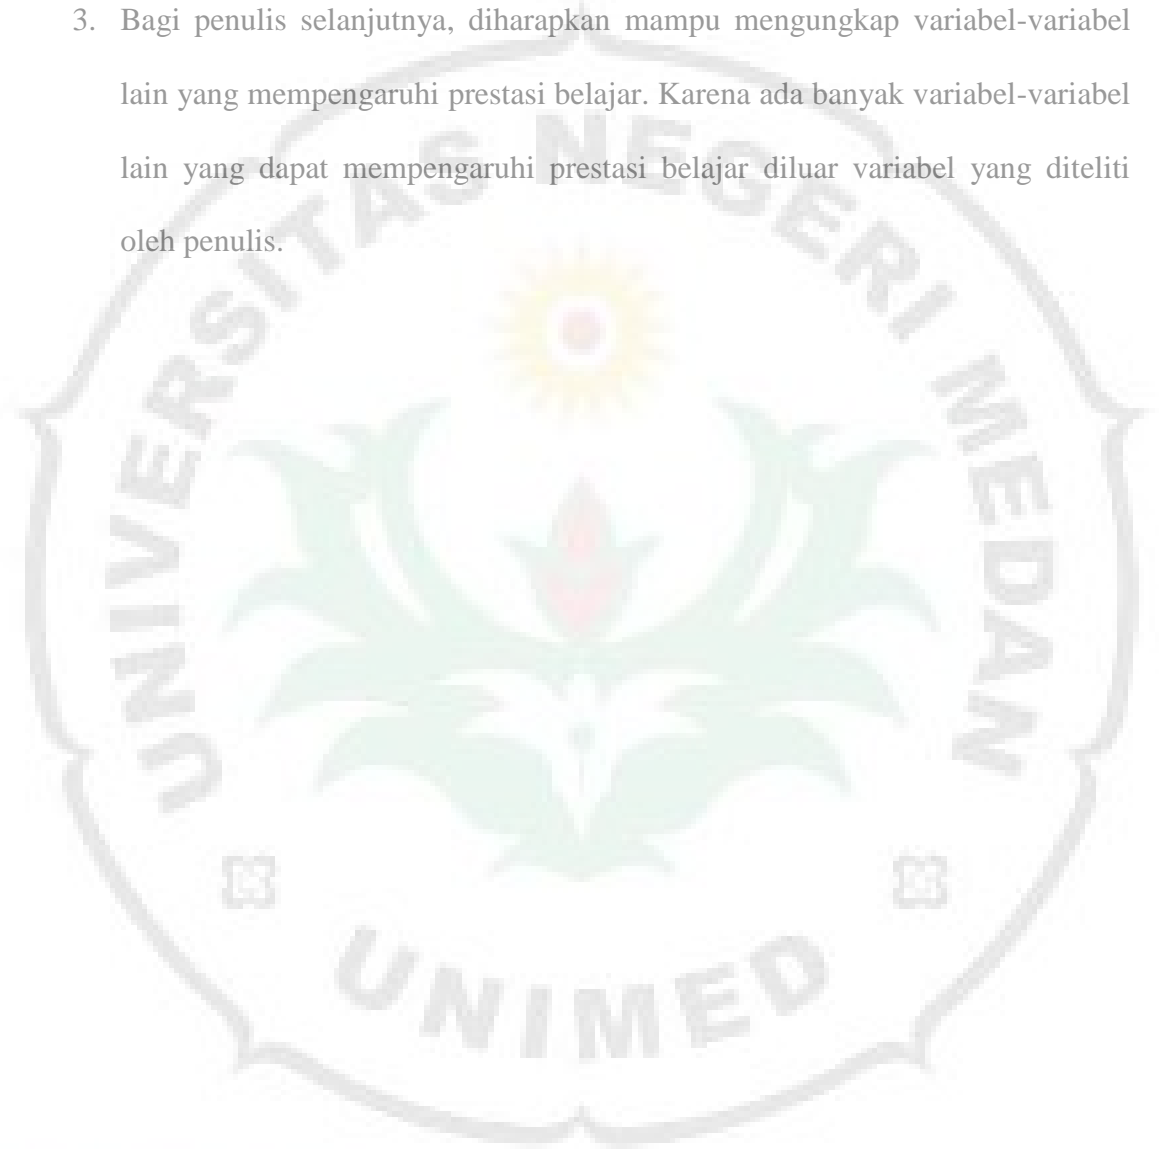 3. Bagi penulis selanjutnya, diharapkan mampu mengungkap variabel-variabel
lain yang mempengaruhi prestasi belajar. Karena ada banyak variabel-variabel
lain yang dapat mempengaruhi prestasi belajar diluar variabel yang diteliti
oleh penulis.
UNIVERSITAS NEGERI MEDAN
UNIMED